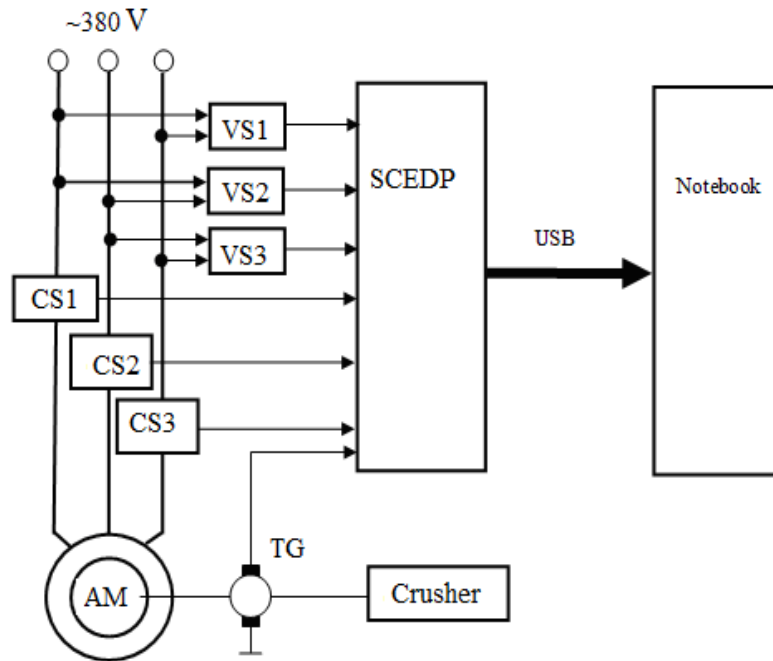 ~380 V
VS1
SCEDP
Notebook
VS2
USB
VS3
CS1
CS2
CS3
TG
AM
Crusher